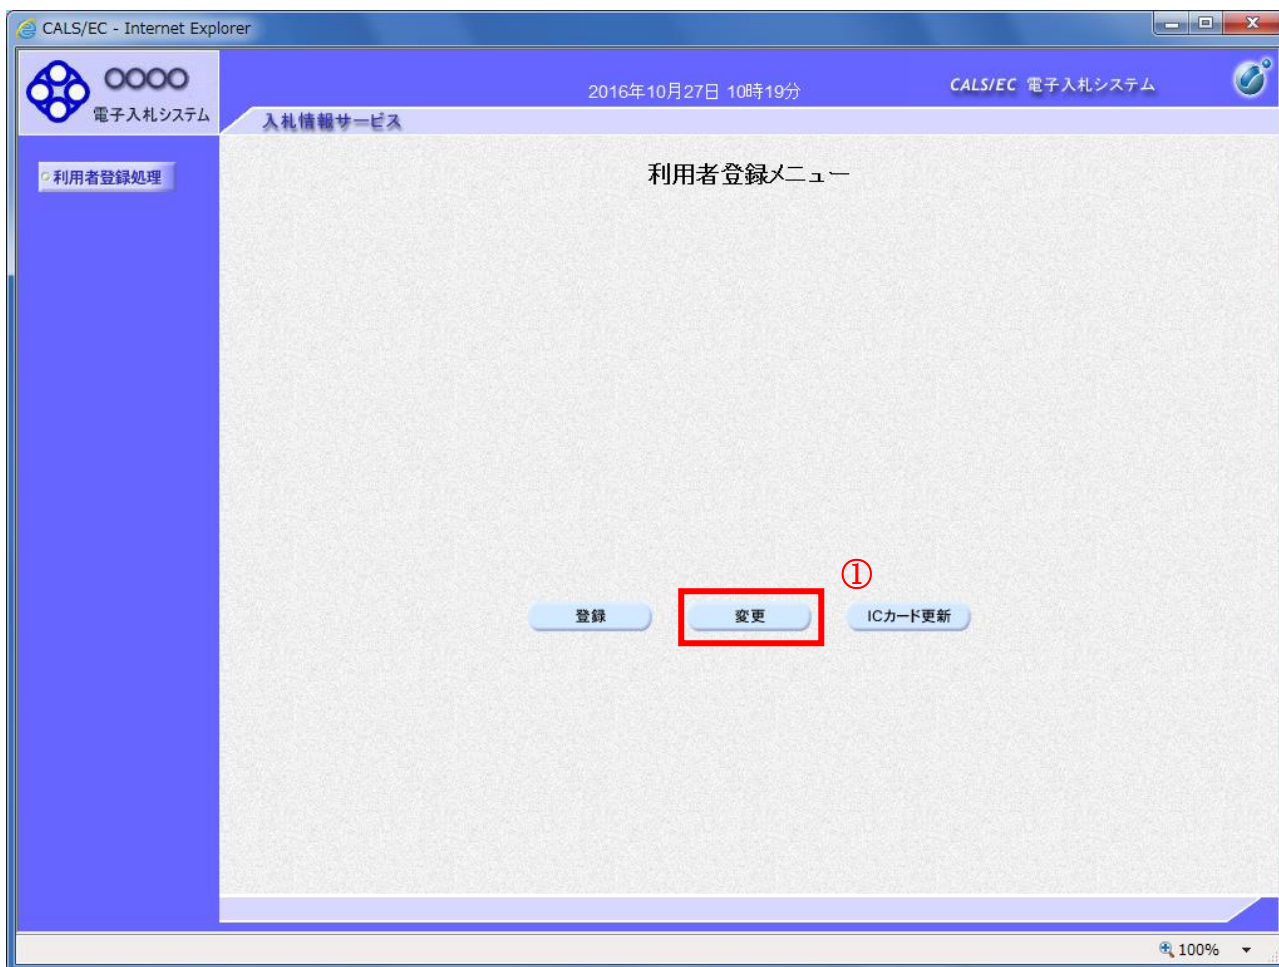 CALS/EC - Internet Explorer
○○○○
電子入札システム
2016年10月27日 10時19分
CALS/EC 電子入札システム
入札情報サービス
利用者登録処理
利用者登録メニュー
①
登録
変更
ICカード更新
100%